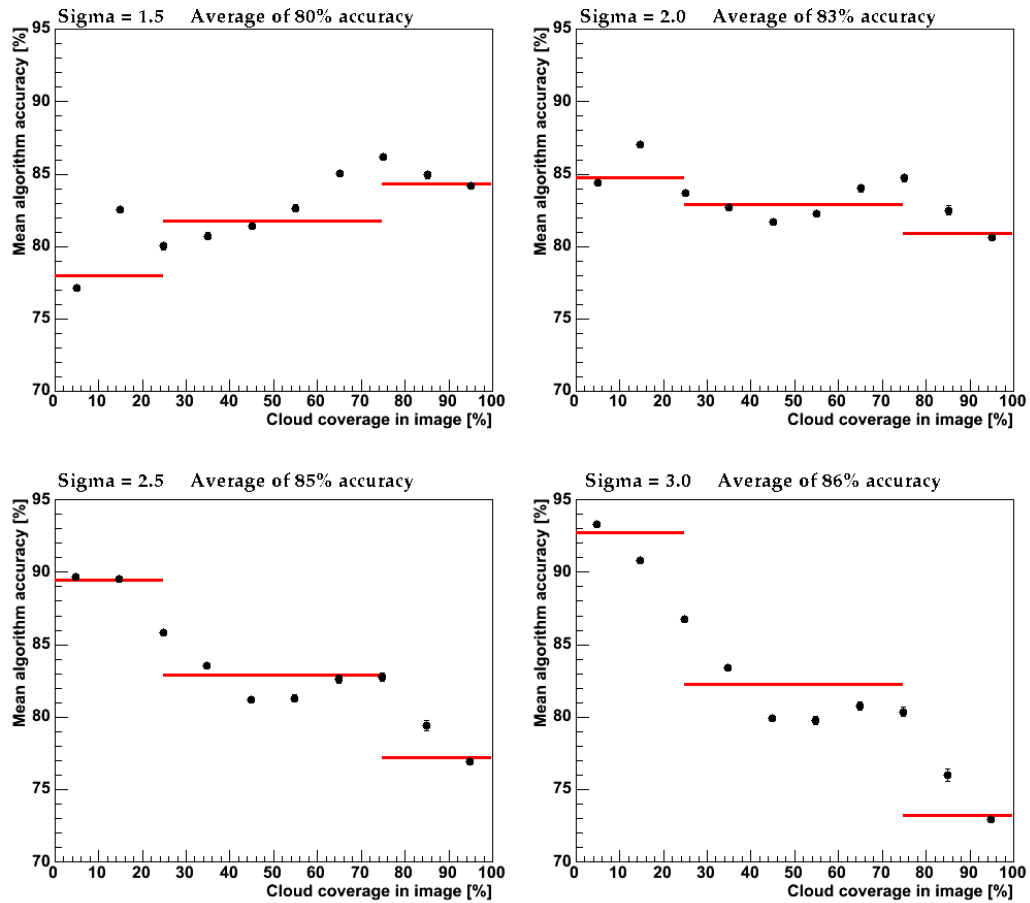 Sigma = 1.5 Average of 80% accuracy
Mean algorithm accuracy [%]
95
90
85
80
75
70
0 10 20 30 40 50 60 70 80 90 100
Cloud coverage in image [%]
Sigma = 2.0 Average of 83% accuracy
Mean algorithm accuracy [%]
95
90
85
80
75
70
0 10 20 30 40 50 60 70 80 90 100
Cloud coverage in image [%]
Sigma = 2.5 Average of 85% accuracy
Mean algorithm accuracy [%]
95
90
85
80
75
70
0 10 20 30 40 50 60 70 80 90 100
Cloud coverage in image [%]
Sigma = 3.0 Average of 86% accuracy
Mean algorithm accuracy [%]
95
90
85
80
75
70
0 10 20 30 40 50 60 70 80 90 100
Cloud coverage in image [%]